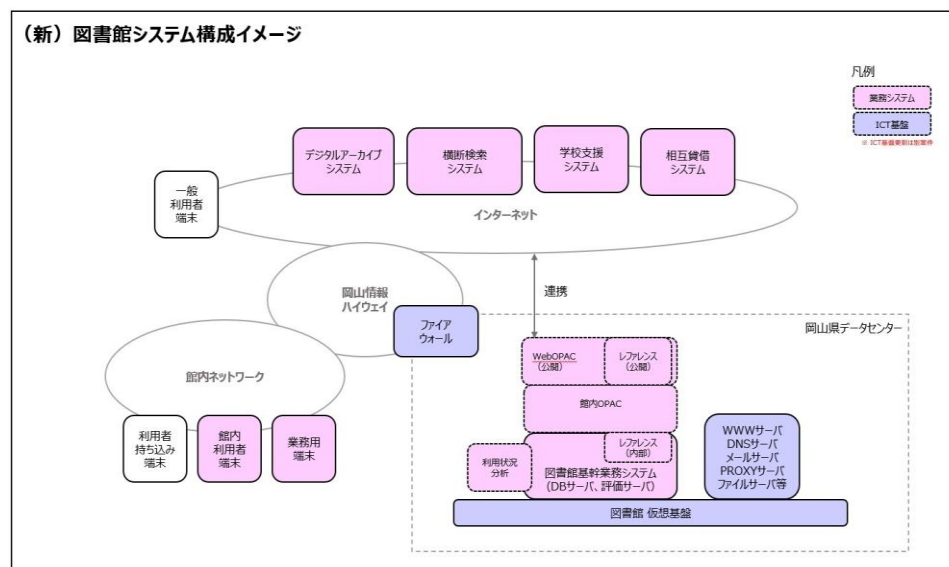 （新）図書館システム構成イメージ
凡例
業務システム
ICT基盤
※ ICT基盤更新は別案件
デジタルアーカイブ
システム
横断検索
システム
学校支援
システム
相互貸借
システム
一般
利用者
端末
インターネット
岡山情報
ハイウェイ
連携
ファイア
ウォール
岡山県データセンター
WebOPAC
（公開）
レファレンス
（公開）
館内ネットワーク
館内OPAC
利用者
持ち込み
端末
館内
利用者
端末
業務用
端末
利用状況
分析
レファレンス
（内部）
図書館基幹業務システム
（DBサーバ、評価サーバ）
WWWサーバ
DNSサーバ
メールサーバ
PROXYサーバ
ファイルサーバ等
図書館 仮想基盤